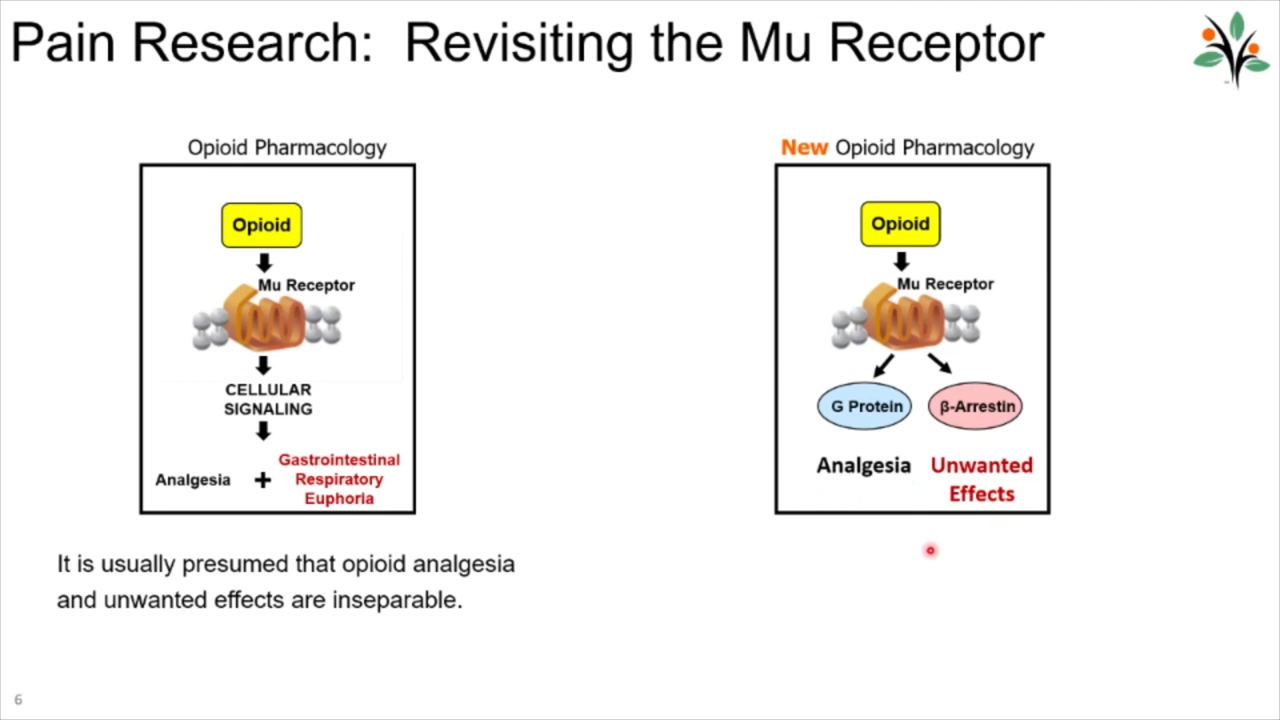 Pain Research:  Revisiting the Mu Receptor
Opioid Pharmacology
Opioid
Mu Receptor
CELLULAR
SIGNALING
Analgesia
+
Gastrointestinal
Respiratory
Euphoria
It is usually presumed that opioid analgesia
and unwanted effects are inseparable.
New Opioid Pharmacology
Opioid
Mu Receptor
G Protein
β-Arrestin
Analgesia
Unwanted
Effects
6